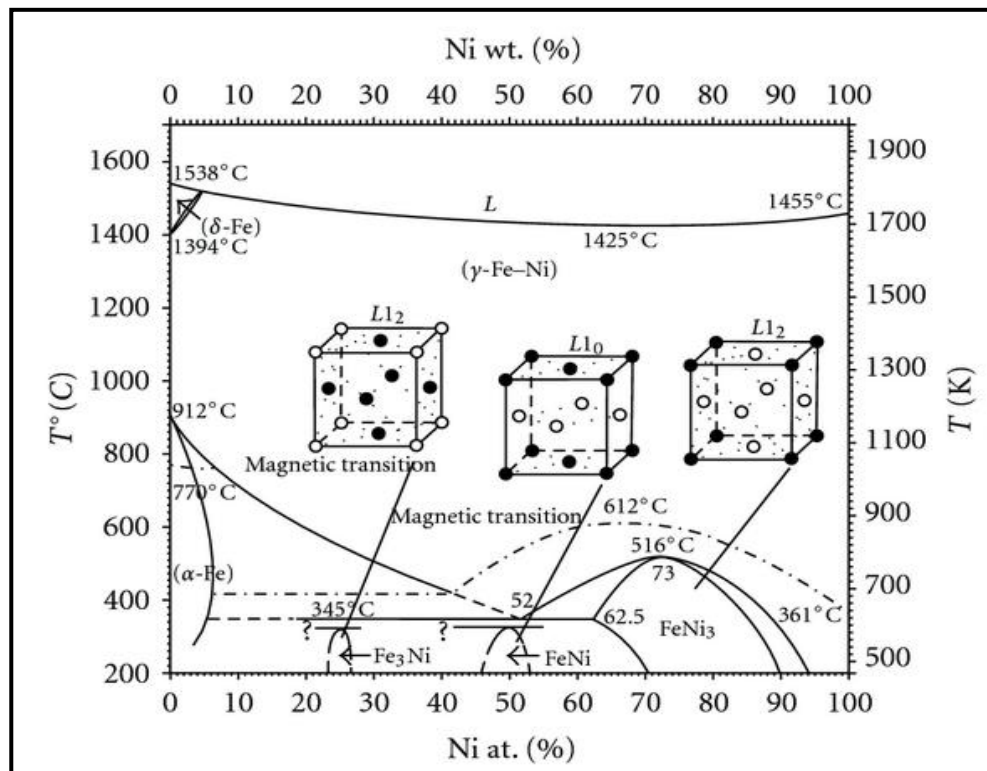 Ni wt. (%)
0 10 20 30 40 50 60 70 80 90 100
1600
1400
1200
1000
800
600
400
200
T° (C)
1900
1700
1500
1300
1100
900
700
500
T (K)
1538°C
(δ-Fe)
1394°C
L
1455°C
1425°C
(γ-Fe–Ni)
L1₂
L1₀
L1₂
912°C
Magnetic transition
770°C
Magnetic transition
612°C
516°C
73
(α-Fe)
345°C
52
62.5
361°C
FeNi₃
?
?
Fe₃Ni
FeNi
0 10 20 30 40 50 60 70 80 90 100
Ni at. (%)